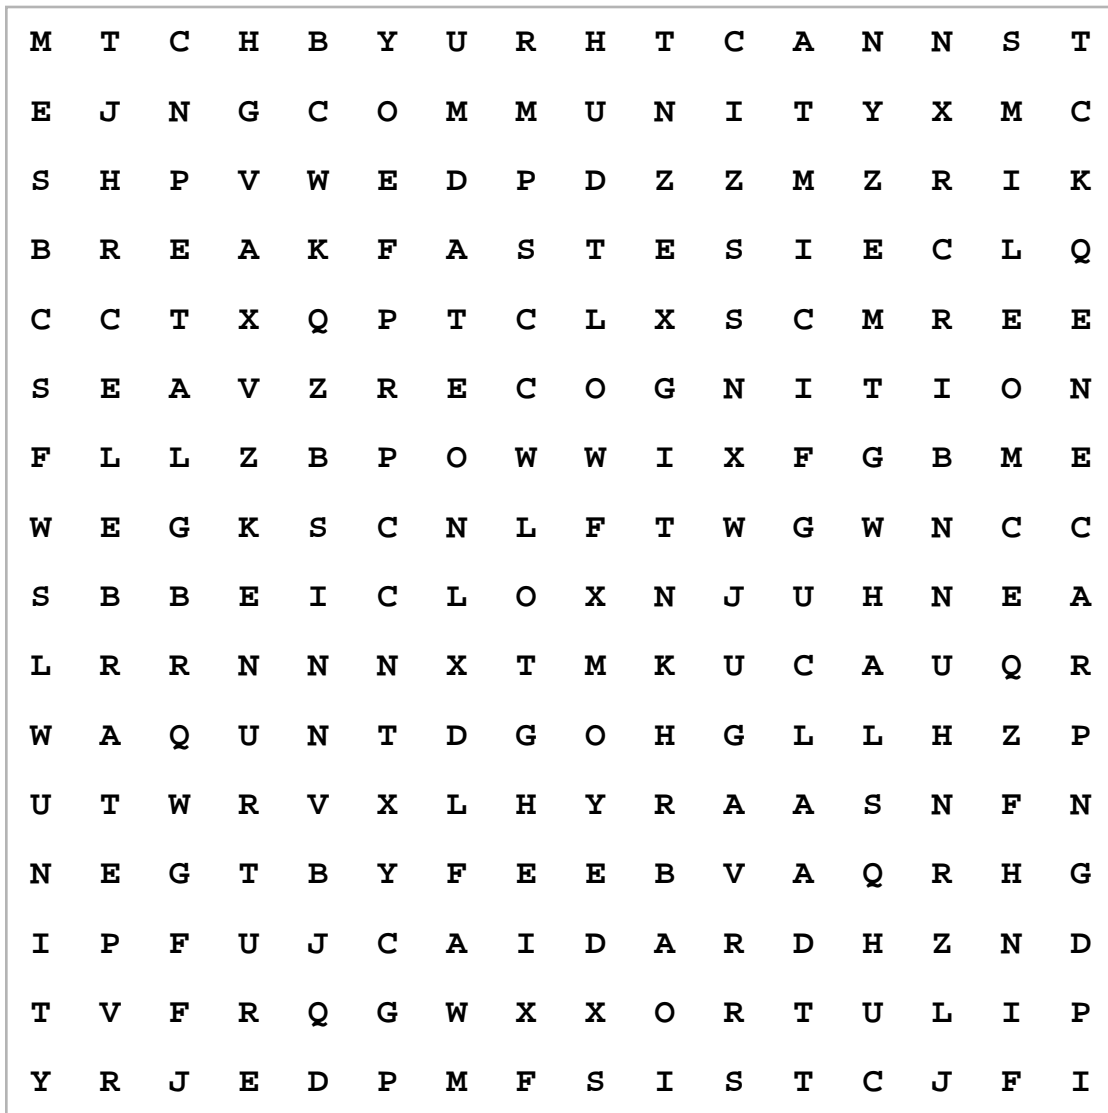 M T C H B Y U R H T C A N N S T
E J N G C O M M U N I T Y X M C
S H P V W E D P D Z Z M Z R I K
B R E A K F A S T E S I E C L Q
C C T X Q P T C L X S C M R E E
S E A V Z R E C O G N I T I O N
F L L Z B P O W W I X F G B M E
W E G K S C N L F T W G W N C C
S B B E I C L O X N J U H N E A
L R R N N N X T M K U C A U Q R
W A Q U N T D G O H G L L H Z P
U T W R V X L H Y R A A S N F N
N E G T B Y F E E B V A Q R H G
I P F U J C A I D A R D H Z N D
T V F R Q G W X X O R T U L I P
Y R J E D P M F S I S T C J F I